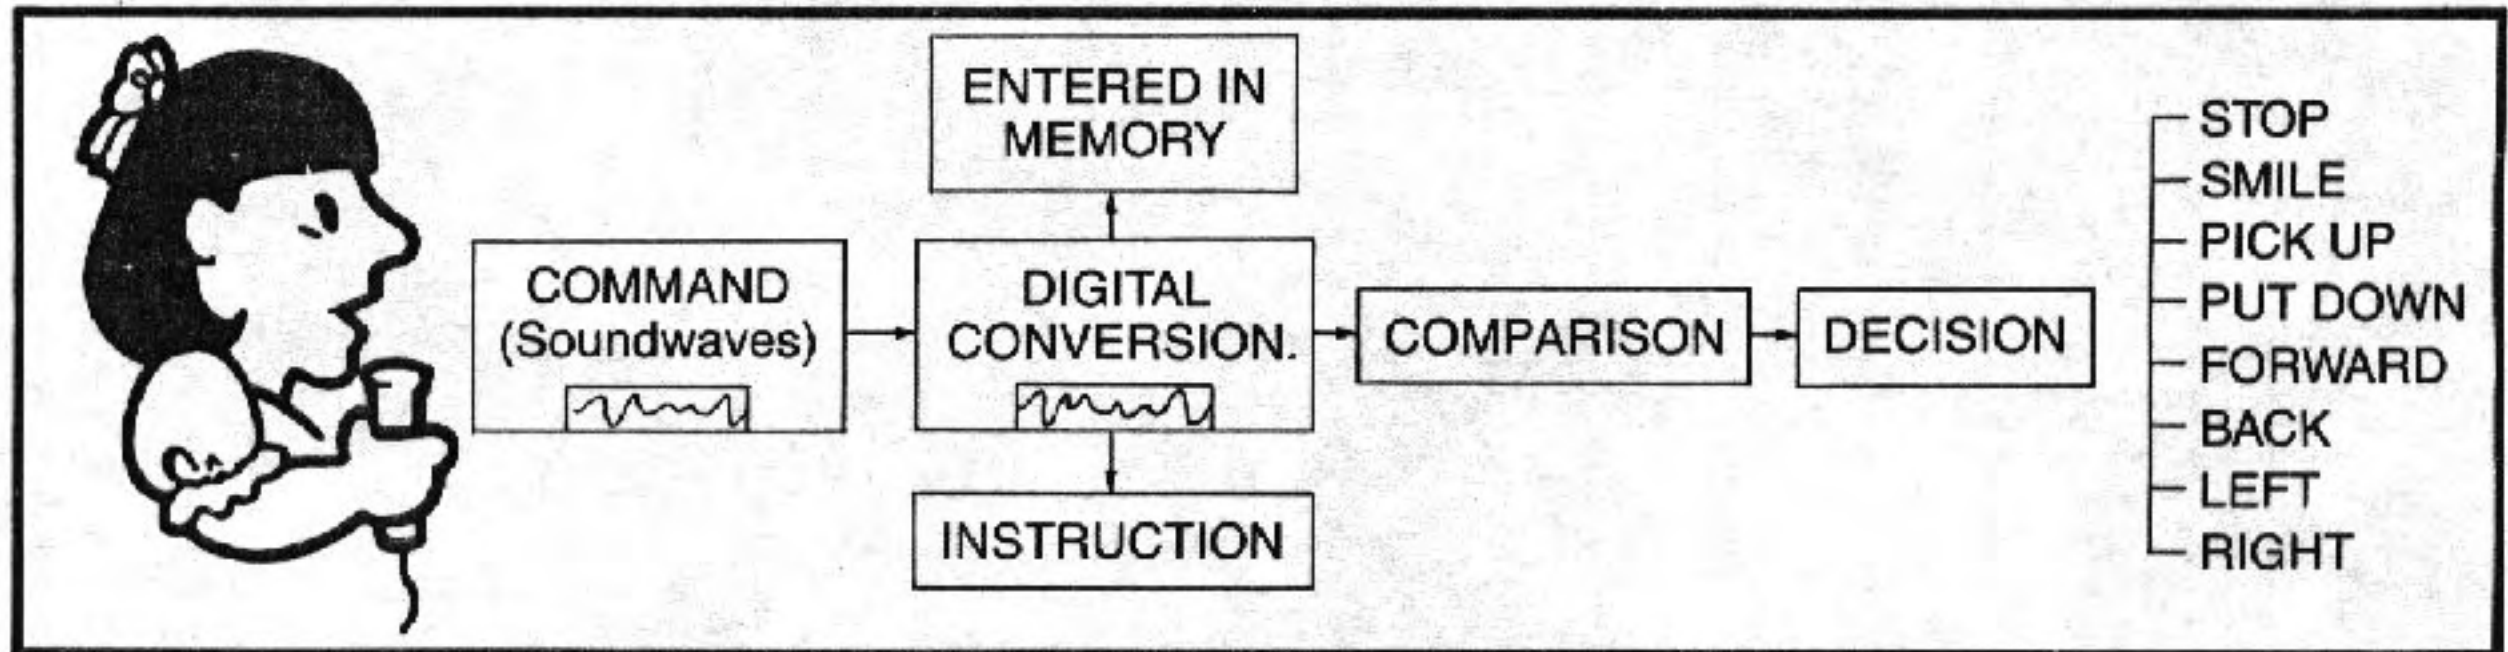 ENTERED IN
MEMORY
COMMAND
(Soundwaves)
DIGITAL
CONVERSION.
INSTRUCTION
COMPARISON
DECISION
STOP
SMILE
PICK UP
PUT DOWN
FORWARD
BACK
LEFT
RIGHT